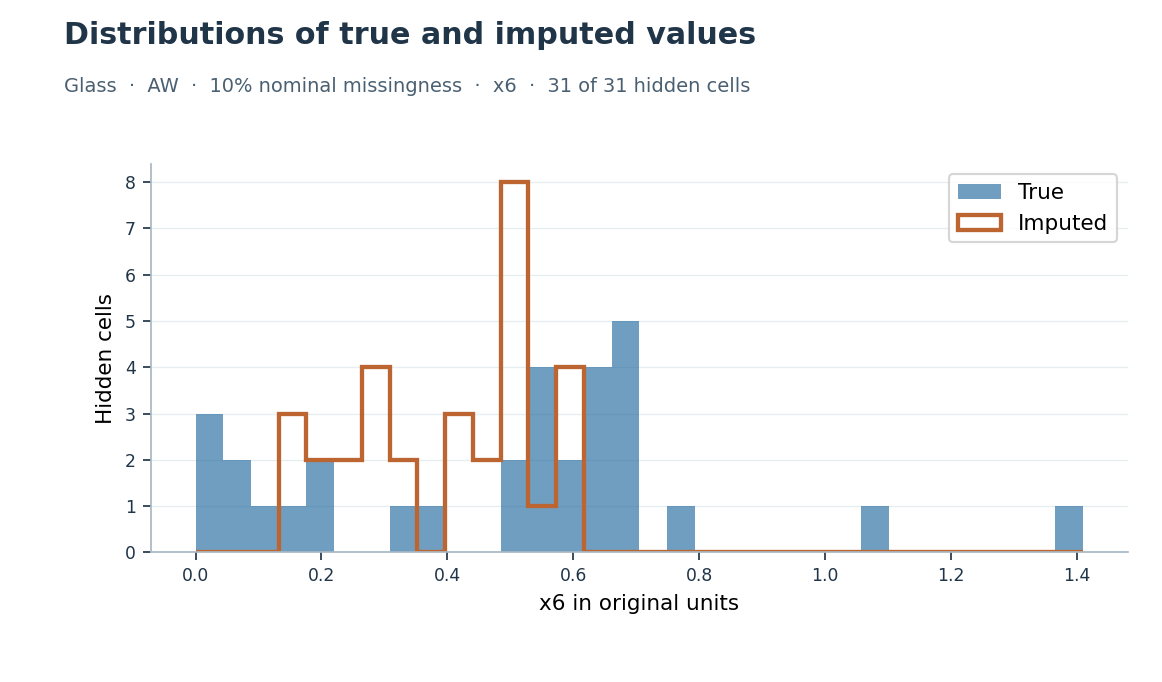 Distributions of true and imputed values
Glass · AW · 10% nominal missingness · x6 · 31 of 31 hidden cells
True
Imputed
8
7
6
5
4
3
2
1
0
Hidden cells
0.0 0.2 0.4 0.6 0.8 1.0 1.2 1.4
x6 in original units